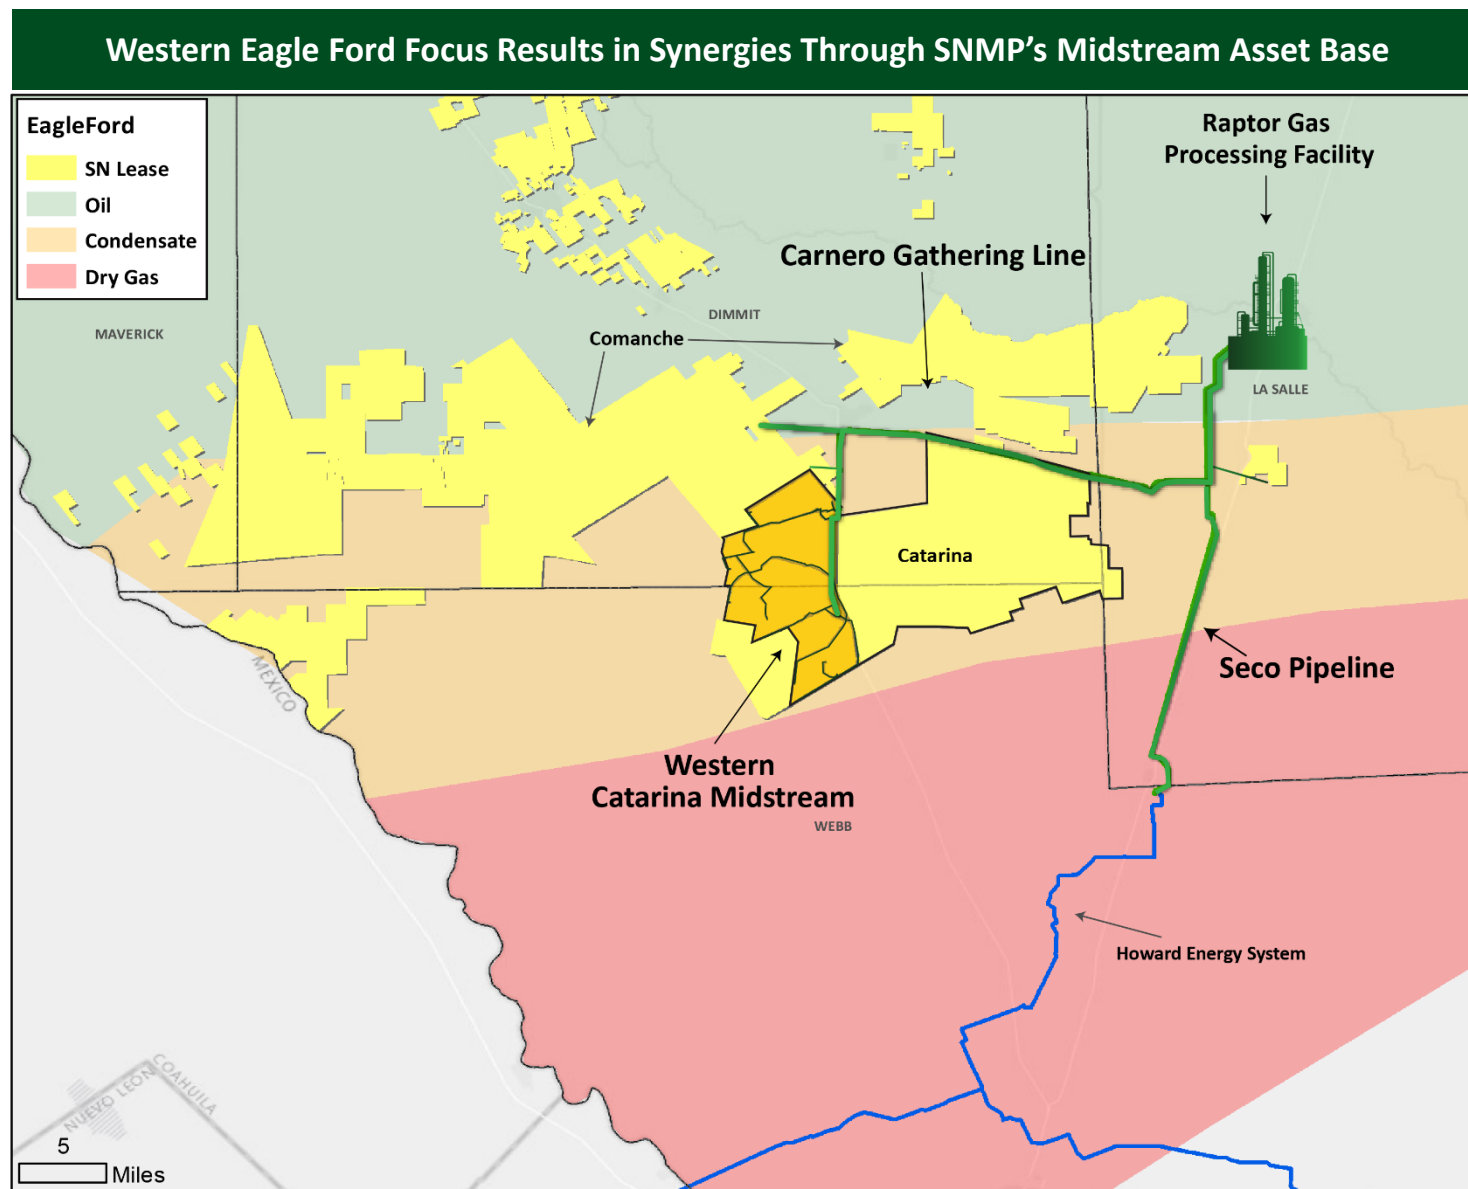 Western Eagle Ford Focus Results in Synergies Through SNMP’s Midstream Asset Base
EagleFord
SN Lease
Oil
Condensate
Dry Gas
Raptor Gas
Processing Facility
Carnero Gathering Line
MAVERICK
DIMMIT
Comanche
LA SALLE
Catarina
Seco Pipeline
MEXICO
Western
Catarina Midstream
WEBB
Howard Energy System
COAHUILA
NUEVO LEÓN
5
Miles